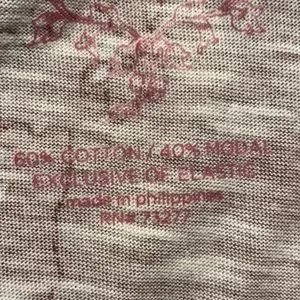 60% COTTON / 40% MODAL
EXCLUSIVE OF ELASTIC
made in philippines
RN# 73277